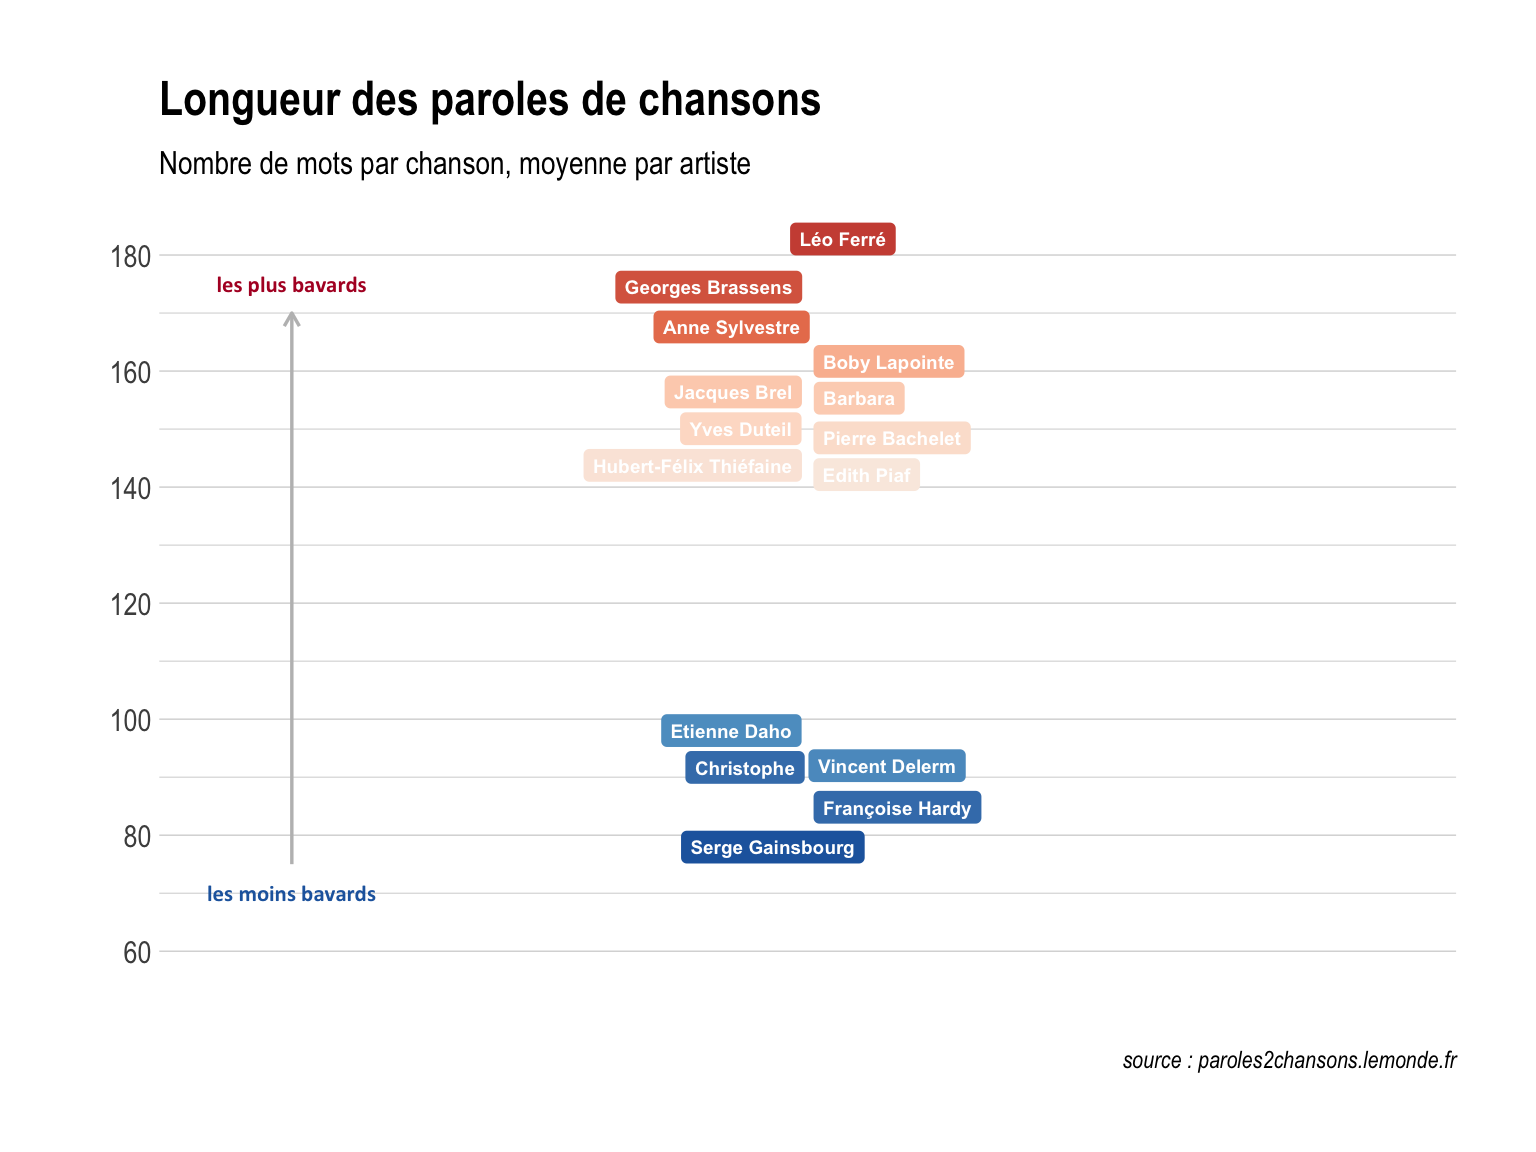 Longueur des paroles de chansons
Nombre de mots par chanson, moyenne par artiste
Léo Ferré
180
les plus bavards
Georges Brassens
Anne Sylvestre
Boby Lapointe
160
Jacques Brel
Barbara
Yves Duteil
Pierre Bachelet
Hubert-Félix Thiéfaine
Edith Piaf
140
120
100
Etienne Daho
Vincent Delerm
Christophe
Françoise Hardy
80
Serge Gainsbourg
les moins bavards
60
source : paroles2chansons.lemonde.fr